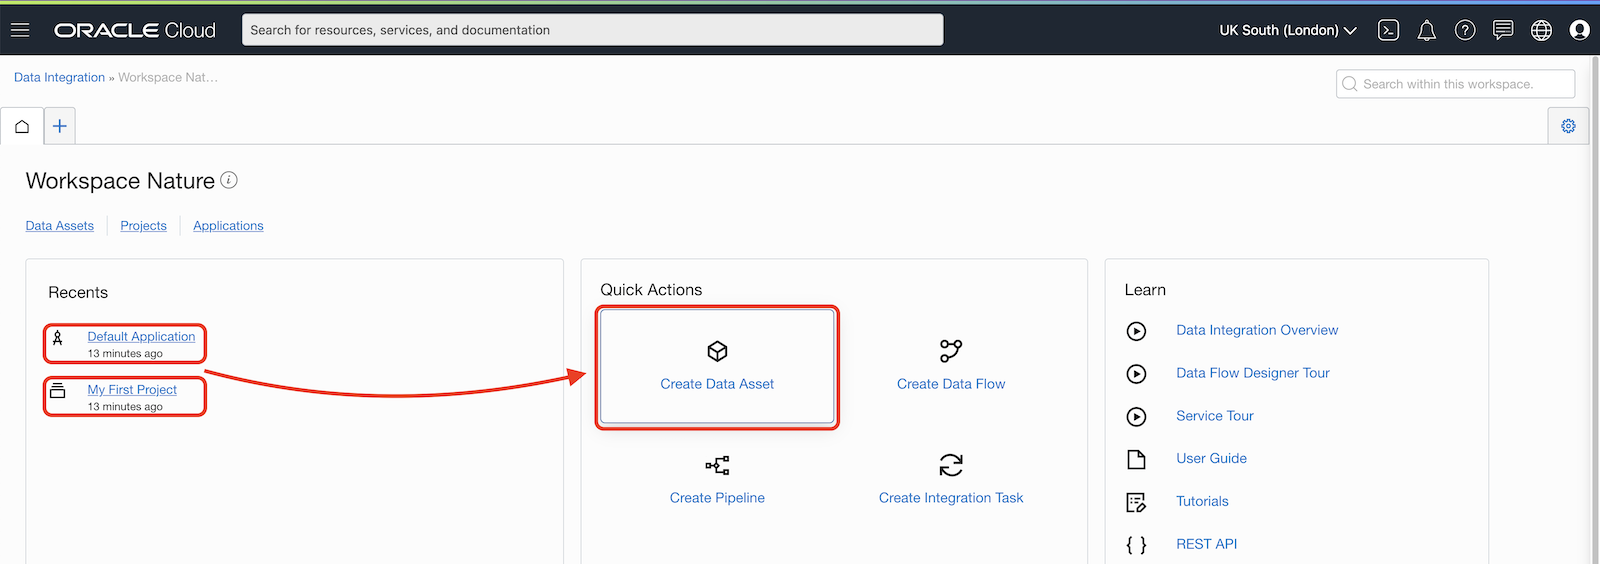 ORACLE Cloud
Search for resources, services, and documentation
UK South (London)
Data Integration » Workspace Nat...
Search within this workspace.
Workspace Nature
Data Assets
Projects
Applications
Recents
Default Application
13 minutes ago
My First Project
13 minutes ago
Quick Actions
Create Data Asset
Create Data Flow
Create Pipeline
Create Integration Task
Learn
Data Integration Overview
Data Flow Designer Tour
Service Tour
User Guide
Tutorials
REST API